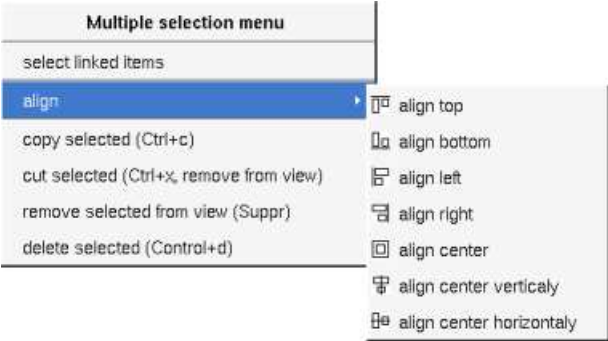 Multiple selection menu
select linked items
align
copy selected (Ctrl+c)
cut selected (Ctrl+x, remove from view)
remove selected from view (Suppr)
delete selected (Control+d)
align top
align bottom
align left
align right
align center
align center verticaly
align center horizontaly